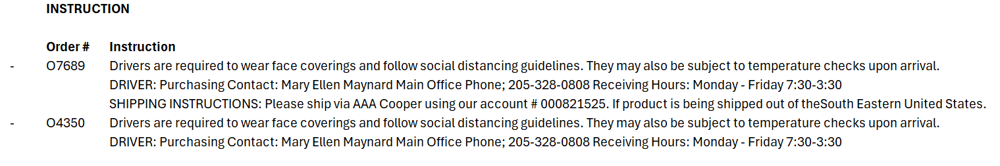 INSTRUCTION
Order # Instruction
- O7689 Drivers are required to wear face coverings and follow social distancing guidelines. They may also be subject to temperature checks upon arrival.
DRIVER: Purchasing Contact: Mary Ellen Maynard Main Office Phone; 205-328-0808 Receiving Hours: Monday - Friday 7:30-3:30
SHIPPING INSTRUCTIONS: Please ship via AAA Cooper using our account # 000821525. If product is being shipped out of theSouth Eastern United States.
- O4350 Drivers are required to wear face coverings and follow social distancing guidelines. They may also be subject to temperature checks upon arrival.
DRIVER: Purchasing Contact: Mary Ellen Maynard Main Office Phone; 205-328-0808 Receiving Hours: Monday - Friday 7:30-3:30